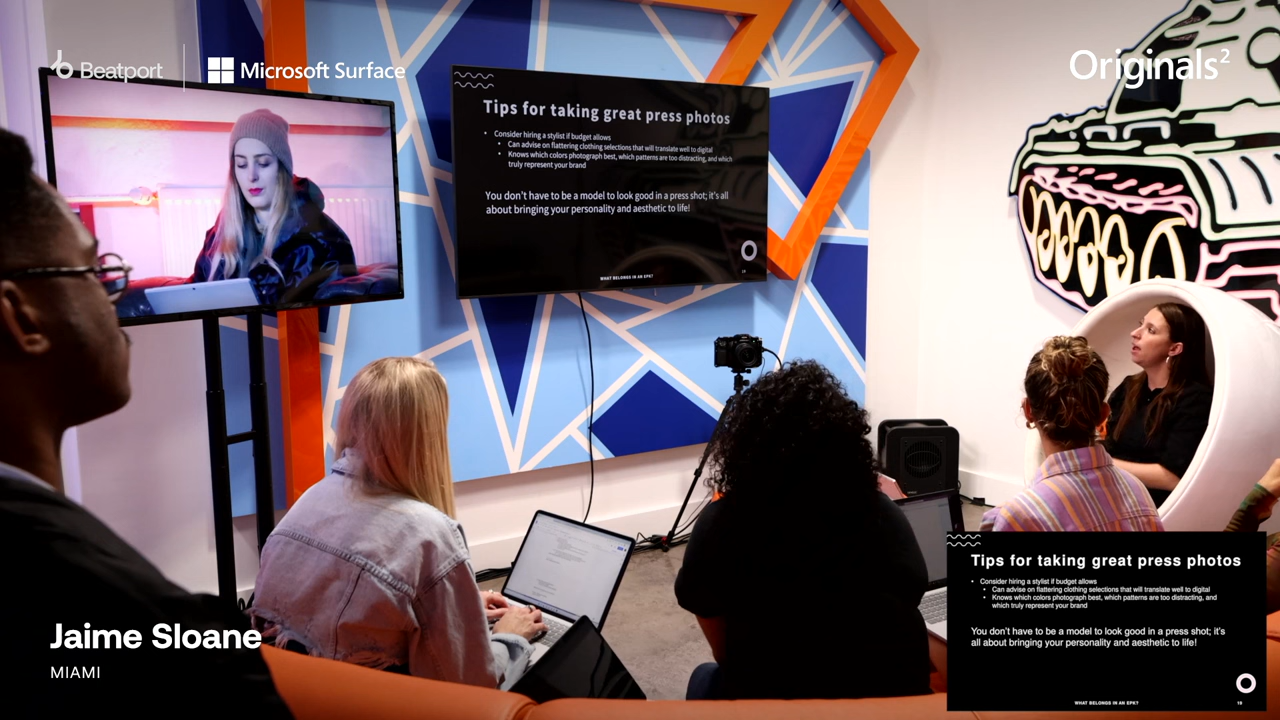 Beatport
Microsoft Surface
Originals²
Tips for taking great press photos
• Consider hiring a stylist if budget allows
• Can advise on flattering clothing selections that will translate well to digital
• Knows which colors photograph best, which patterns are too distracting, and which
truly represent your brand
You don't have to be a model to look good in a press shot; it's all
about bringing your personality and aesthetic to life!
WHAT BELONGS IN AN EPK?
Jaime Sloane
MIAMI
Tips for taking great press photos
• Consider hiring a stylist if budget allows
• Can advise on flattering clothing selections that will translate well to digital
• Knows which colors photograph best, which patterns are too distracting, and
which truly represent your brand
You don't have to be a model to look good in a press shot; it's
all about bringing your personality and aesthetic to life!
WHAT BELONGS IN AN EPK?
19